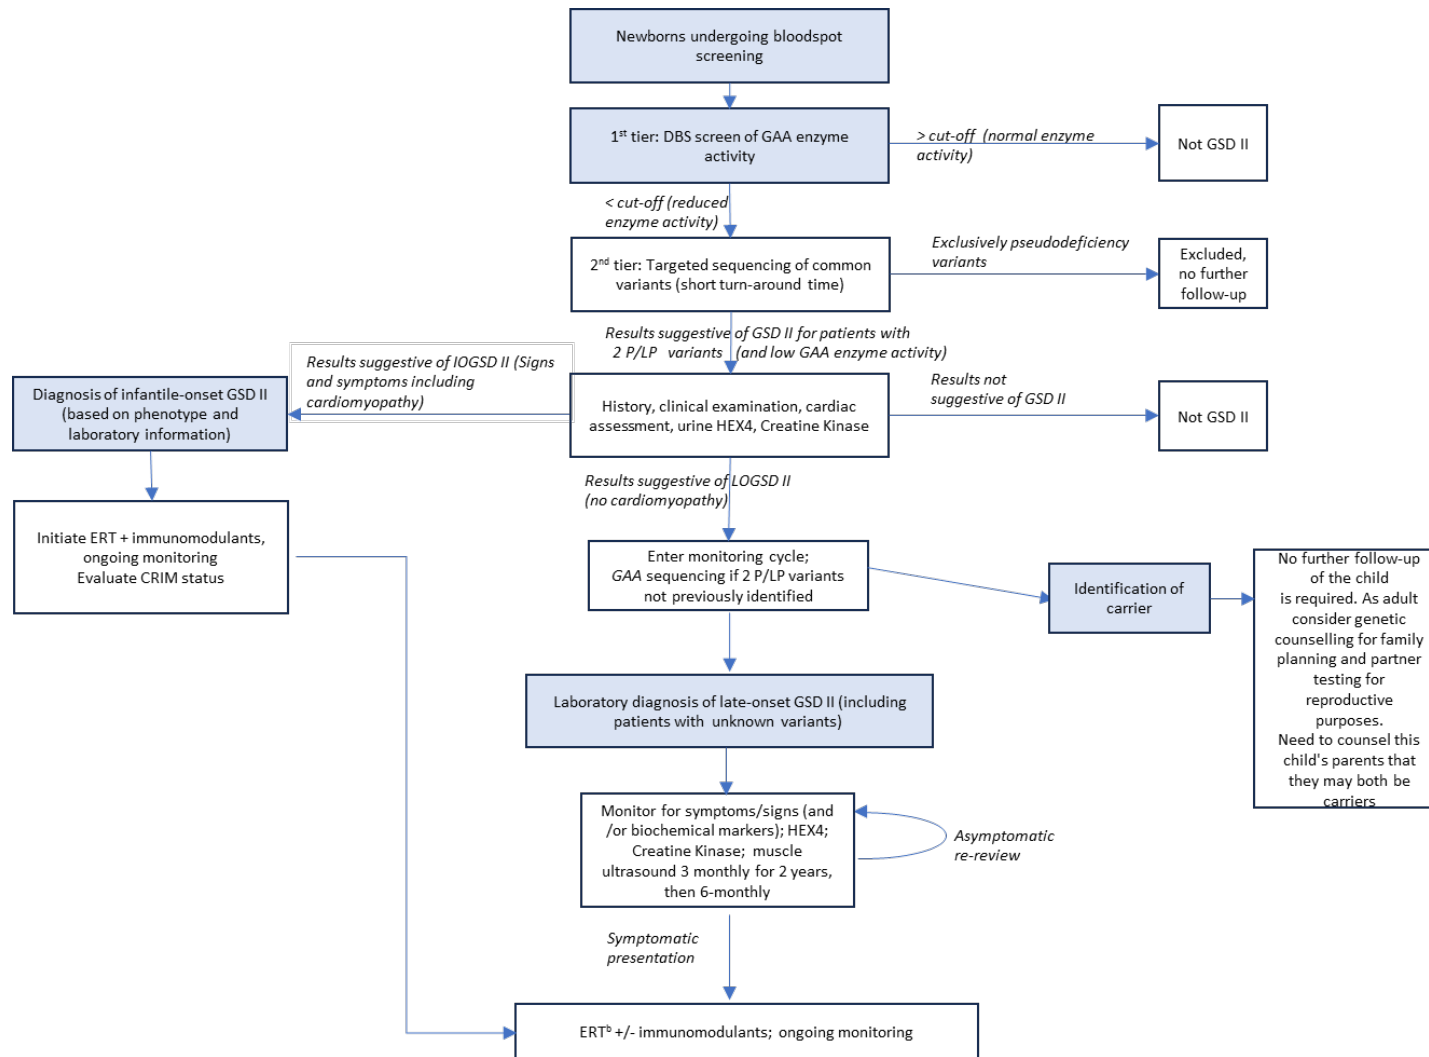 Newborns undergoing bloodspot
screening
1st tier: DBS screen of GAA enzyme
activity
> cut-off (normal enzyme
activity)
Not GSD II
< cut-off (reduced
enzyme activity)
2nd tier: Targeted sequencing of common
variants (short turn-around time)
Exclusively pseudodeficiency
variants
Excluded,
no further
follow-up
Results suggestive of GSD II for patients with
2 P/LP variants (and low GAA enzyme activity)
Results suggestive of IOGSD II (Signs
and symptoms including
cardiomyopathy)
Diagnosis of infantile-onset GSD II
(based on phenotype and
laboratory information)
History, clinical examination, cardiac
assessment, urine HEX4, Creatine Kinase
Results not
suggestive of GSD II
Not GSD II
Results suggestive of LOGSD II
(no cardiomyopathy)
Initiate ERT + immunomodulants,
ongoing monitoring
Evaluate CRIM status
Enter monitoring cycle;
GAA sequencing if 2 P/LP variants
not previously identified
Identification of
carrier
No further follow-up
of the child
is required. As adult
consider genetic
counselling for family
planning and partner
testing for
reproductive
purposes.
Need to counsel this
child's parents that
they may both be
carriers
Laboratory diagnosis of late-onset GSD II (including
patients with unknown variants)
Monitor for symptoms/signs (and
/or biochemical markers); HEX4;
Creatine Kinase; muscle
ultrasound 3 monthly for 2 years,
then 6-monthly
Asymptomatic
re-review
Symptomatic
presentation
ERTb +/- immunomodulants; ongoing monitoring